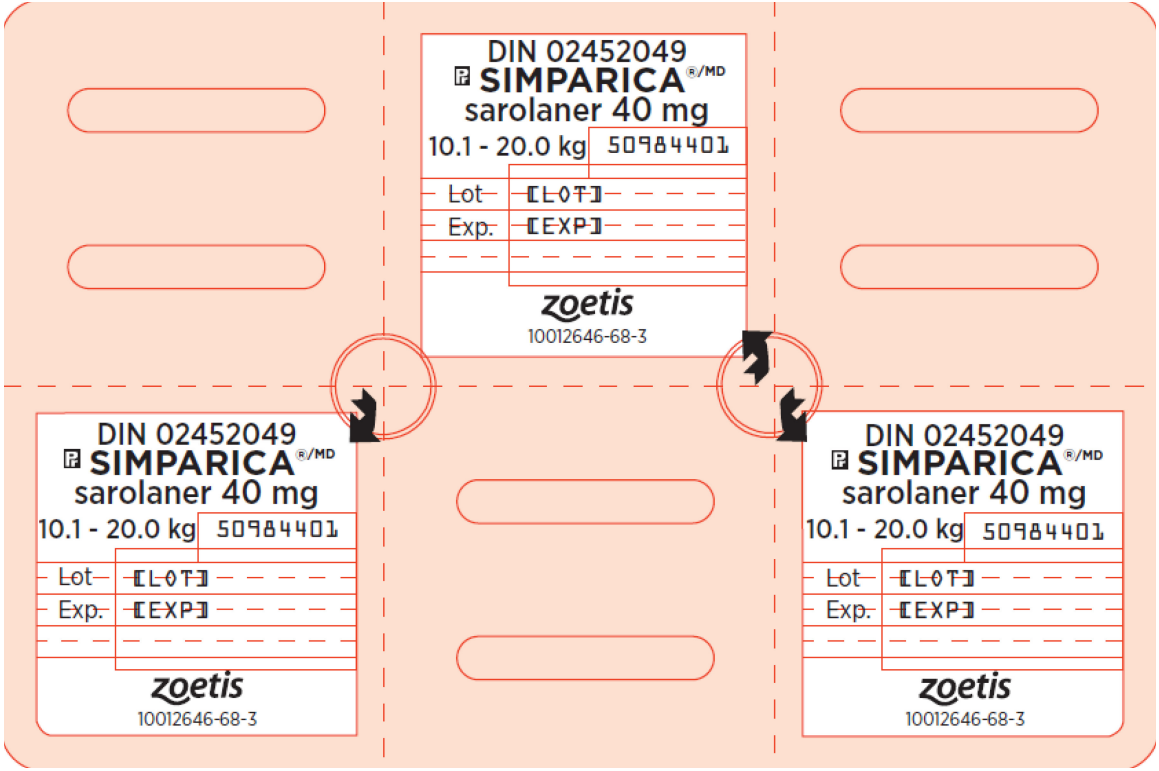 DIN 02452049
Pr SIMPARICA®/MD
sarolaner 40 mg
10.1 - 20.0 kg 50984401
Lot [LOT]
Exp. [EXP]
zoetis
10012646-68-3
DIN 02452049
Pr SIMPARICA®/MD
sarolaner 40 mg
10.1 - 20.0 kg 50984401
Lot [LOT]
Exp. [EXP]
zoetis
10012646-68-3
DIN 02452049
Pr SIMPARICA®/MD
sarolaner 40 mg
10.1 - 20.0 kg 50984401
Lot [LOT]
Exp. [EXP]
zoetis
10012646-68-3